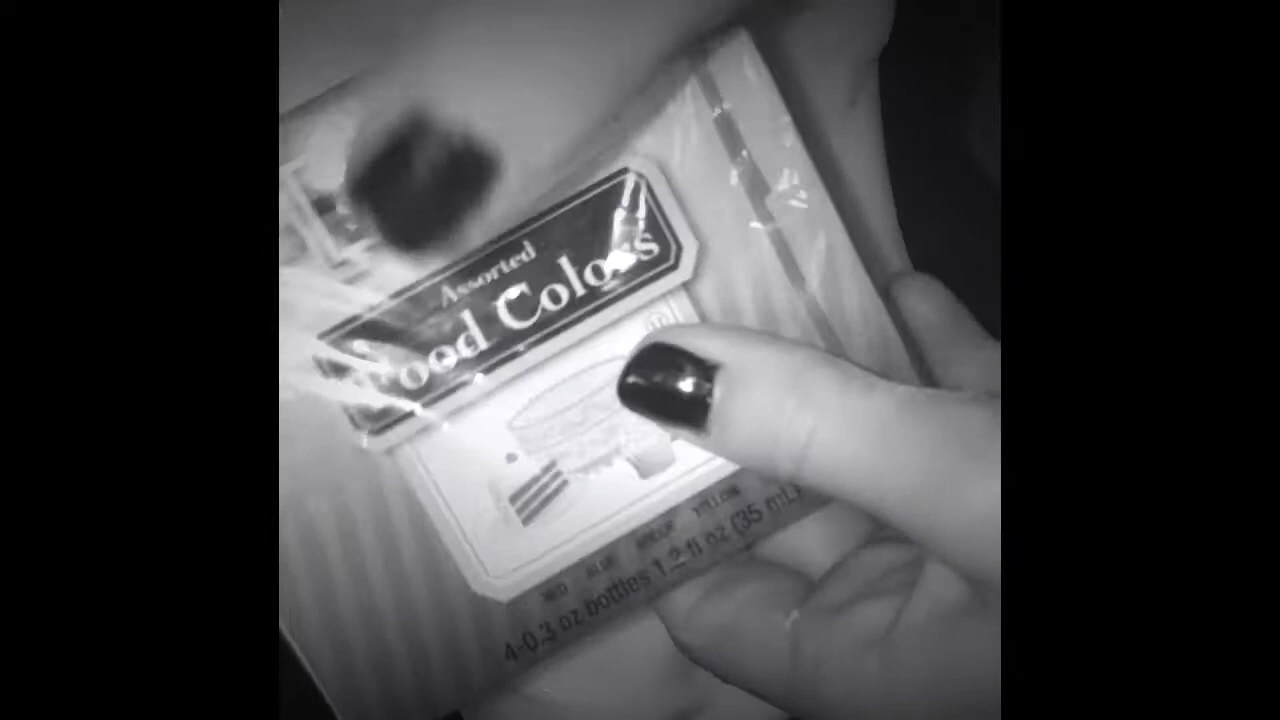 Assorted
Food Colors
RED BLUE GREEN YELLOW
4-0.3 oz bottles 1.2 fl oz (35 mL)